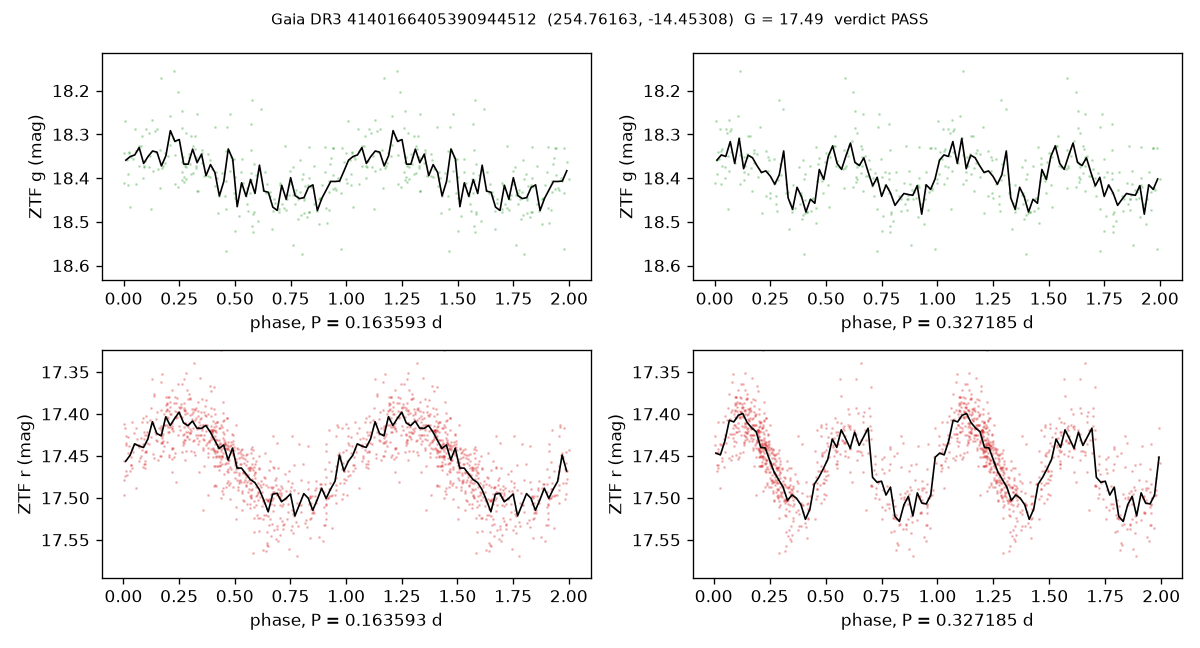 Gaia DR3 4140166405390944512 (254.76163, -14.45308) G = 17.49 verdict PASS
ZTF g (mag)
18.2
18.3
18.4
18.5
18.6
0.00 0.25 0.50 0.75 1.00 1.25 1.50 1.75 2.00
phase, P = 0.163593 d
ZTF g (mag)
18.2
18.3
18.4
18.5
18.6
0.00 0.25 0.50 0.75 1.00 1.25 1.50 1.75 2.00
phase, P = 0.327185 d
ZTF r (mag)
17.35
17.40
17.45
17.50
17.55
0.00 0.25 0.50 0.75 1.00 1.25 1.50 1.75 2.00
phase, P = 0.163593 d
ZTF r (mag)
17.35
17.40
17.45
17.50
17.55
0.00 0.25 0.50 0.75 1.00 1.25 1.50 1.75 2.00
phase, P = 0.327185 d